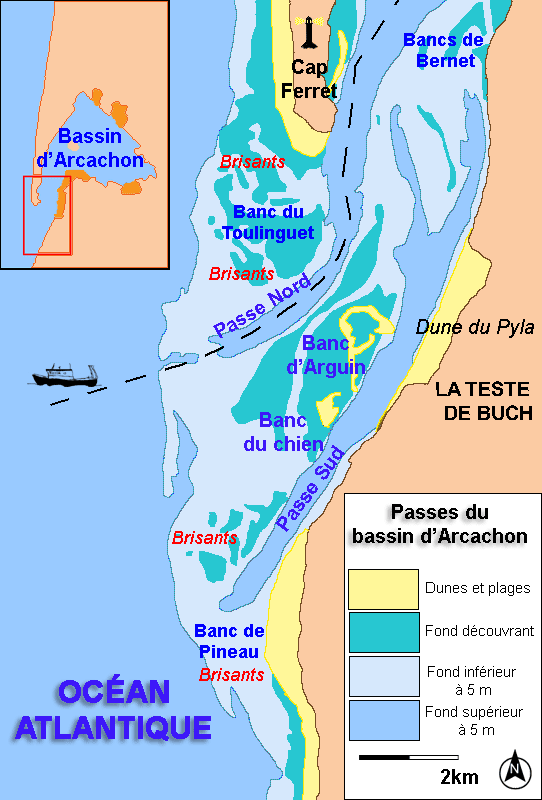 Bassin
d'Arcachon
Cap
Ferret
Bancs de
Bernet
Brisants
Banc du
Toulinguet
Brisants
Passe Nord
Dune du Pyla
Banc
d'Arguin
LA TESTE
DE BUCH
Banc
du chien
Passe Sud
Brisants
Banc de
Pineau
Brisants
OCÉAN
ATLANTIQUE
Passes du
bassin d'Arcachon
Dunes et plages
Fond découvrant
Fond inférieur
à 5 m
Fond supérieur
à 5 m
2km